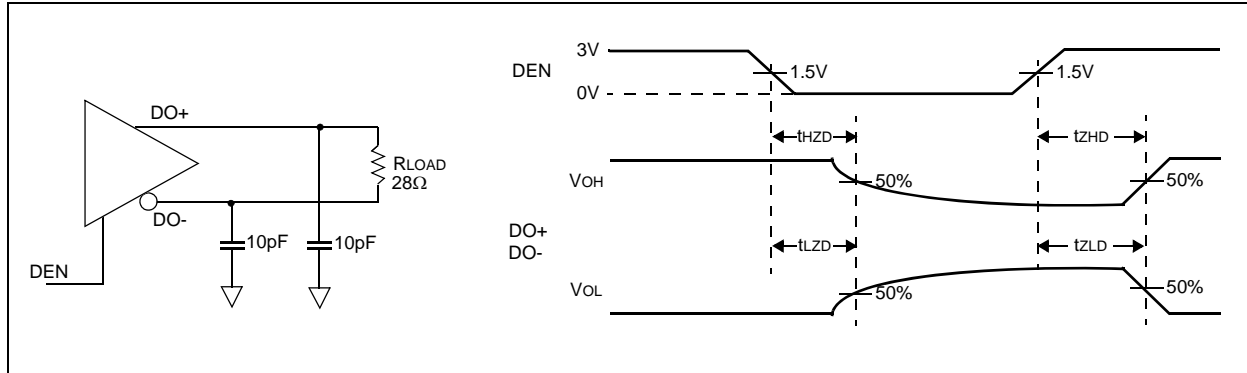 DO+
RLOAD
28Ω
DO-
10pF
10pF
DEN
3V
DEN
1.5V
1.5V
0V
tHZD
tZHD
VOH
50%
50%
DO+
DO-
tLZD
tZLD
VOL
50%
50%